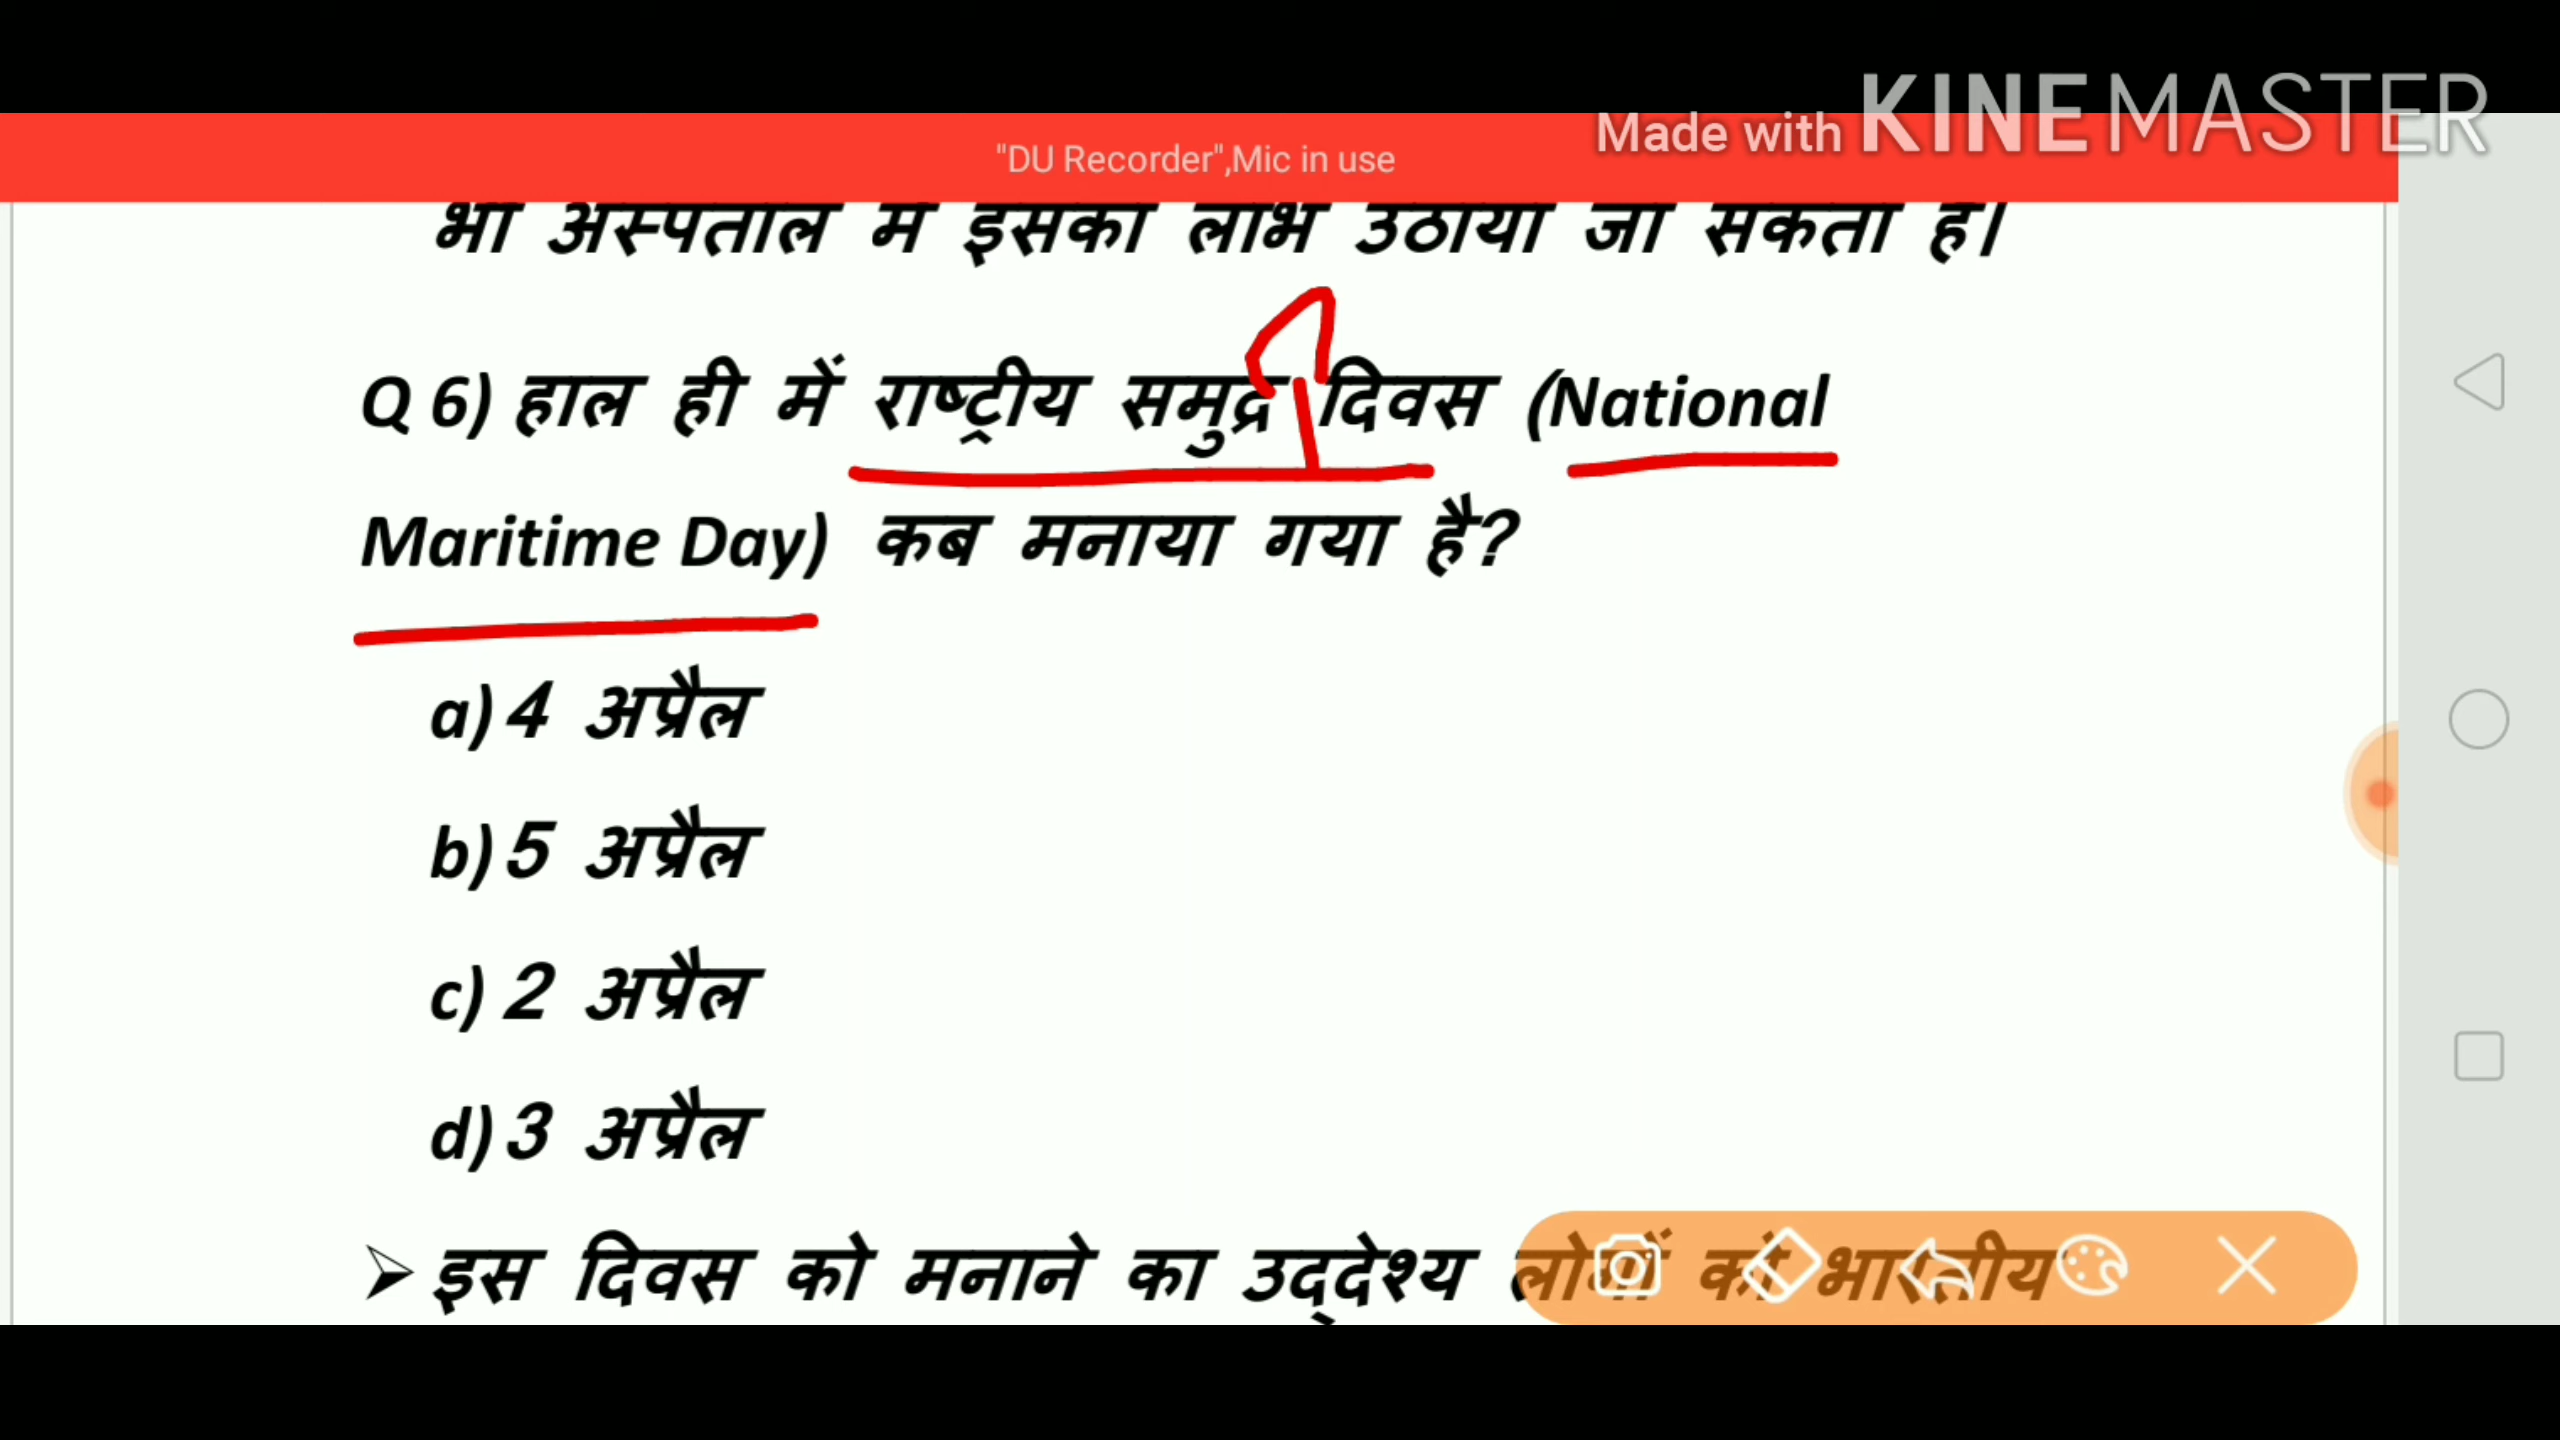 Made with KINEMASTER
"DU Recorder",Mic in use
भी अस्पताल में इसका लाभ उठाया जा सकता है।
Q 6) हाल ही में राष्ट्रीय समुद्र दिवस (National
Maritime Day) कब मनाया गया है?
a) 4 अप्रैल
b) 5 अप्रैल
c) 2 अप्रैल
d) 3 अप्रैल
➢ इस दिवस को मनाने का उद्देश्य लोगों को भारतीय